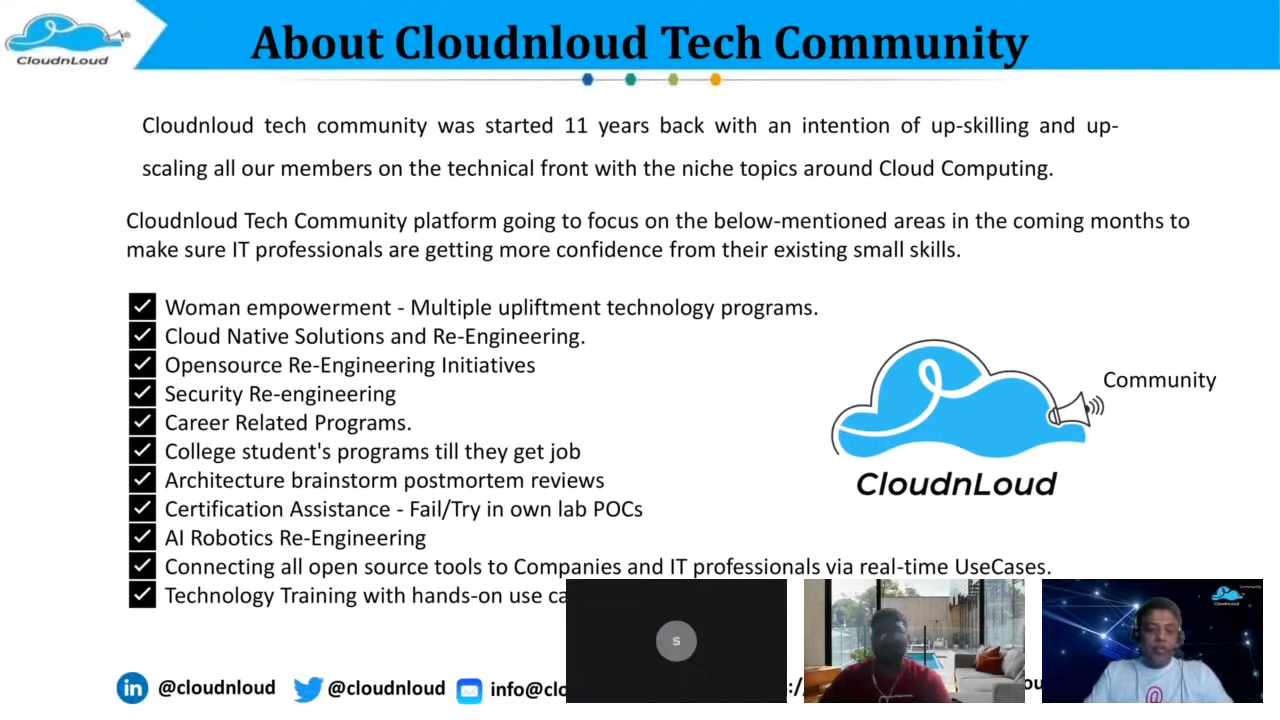 CloudnLoud
About Cloudnloud Tech Community
Cloudnloud tech community was started 11 years back with an intention of up-skilling and up-
scaling all our members on the technical front with the niche topics around Cloud Computing.
Cloudnloud Tech Community platform going to focus on the below-mentioned areas in the coming months to
make sure IT professionals are getting more confidence from their existing small skills.
Woman empowerment - Multiple upliftment technology programs.
Cloud Native Solutions and Re-Engineering.
Opensource Re-Engineering Initiatives
Security Re-engineering
Career Related Programs.
College student's programs till they get job
Architecture brainstorm postmortem reviews
Certification Assistance - Fail/Try in own lab POCs
AI Robotics Re-Engineering
Connecting all open source tools to Companies and IT professionals via real-time UseCases.
Technology Training with hands-on use ca
Community
CloudnLoud
S
Community
CloudnLoud
@
in @cloudnloud @cloudnloud info@clo :/ ou